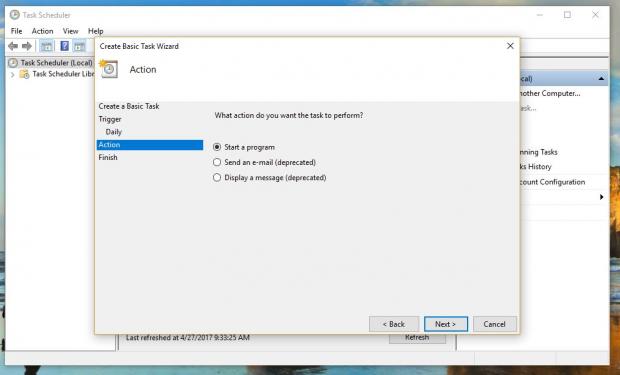 Task Scheduler
File Action View Help
Create Basic Task Wizard
Action
Task Scheduler (Local)
Task Scheduler Libr
Create a Basic Task
Trigger
Daily
Action
Finish
What action do you want the task to perform?
Start a program
Send an e-mail (deprecated)
Display a message (deprecated)
< Back
Next >
Cancel
cal)
nother Computer...
ask...
nning Tasks
ks History
count Configuration
Last refreshed at 4/27/2017 9:33:25 AM
Refresh